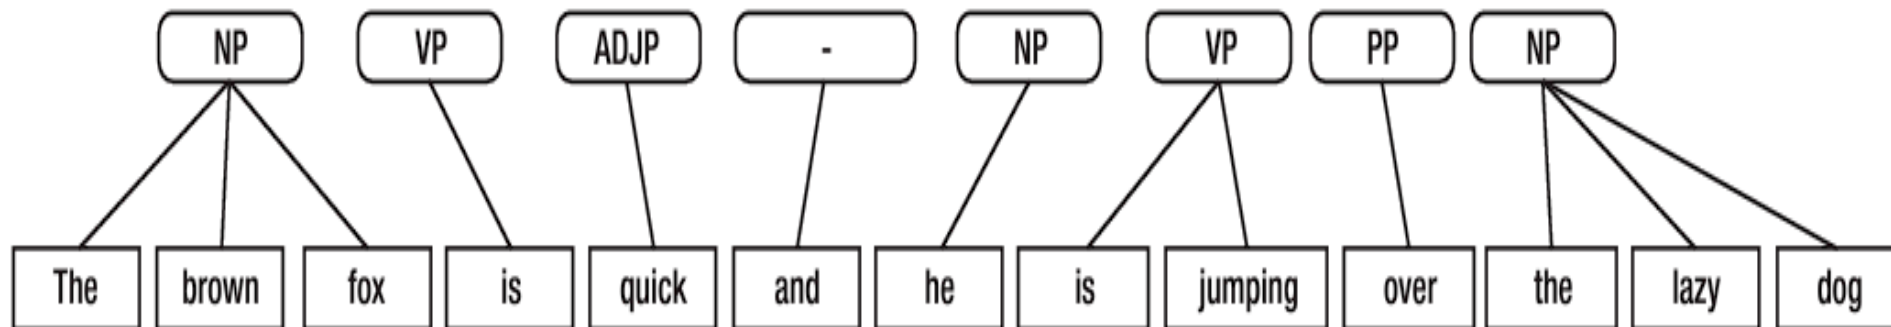 NP VP ADJP - NP VP PP NP
The brown fox is quick and he is jumping over the lazy dog